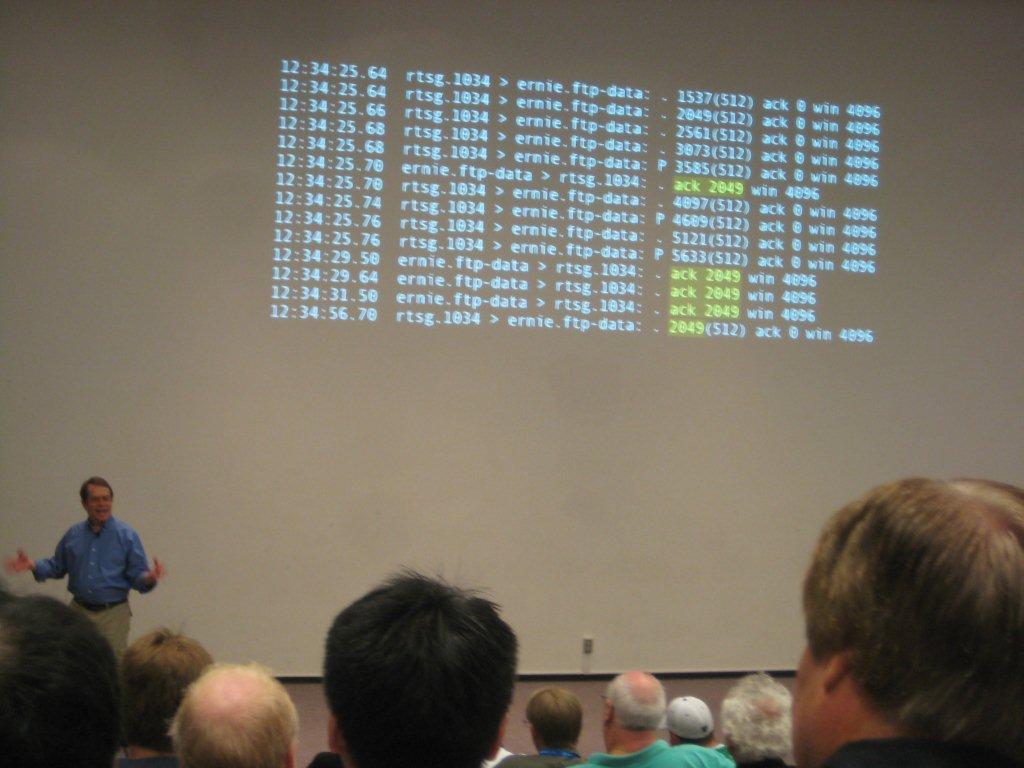 12:34:25.64 rtsg.1034 > ernie.ftp-data: . 1537(512) ack 0 win 4096
12:34:25.64 rtsg.1034 > ernie.ftp-data: . 2049(512) ack 0 win 4096
12:34:25.66 rtsg.1034 > ernie.ftp-data: . 2561(512) ack 0 win 4096
12:34:25.68 rtsg.1034 > ernie.ftp-data: . 3073(512) ack 0 win 4096
12:34:25.68 rtsg.1034 > ernie.ftp-data: P 3585(512) ack 0 win 4096
12:34:25.70 ernie.ftp-data > rtsg.1034: . ack 2049 win 4096
12:34:25.70 rtsg.1034 > ernie.ftp-data: . 4097(512) ack 0 win 4096
12:34:25.74 rtsg.1034 > ernie.ftp-data: P 4609(512) ack 0 win 4096
12:34:25.76 rtsg.1034 > ernie.ftp-data: . 5121(512) ack 0 win 4096
12:34:25.76 rtsg.1034 > ernie.ftp-data: P 5633(512) ack 0 win 4096
12:34:29.50 ernie.ftp-data > rtsg.1034: . ack 2049 win 4096
12:34:29.64 ernie.ftp-data > rtsg.1034: . ack 2049 win 4096
12:34:31.50 ernie.ftp-data > rtsg.1034: . ack 2049 win 4096
12:34:56.70 rtsg.1034 > ernie.ftp-data: . 2049(512) ack 0 win 4096